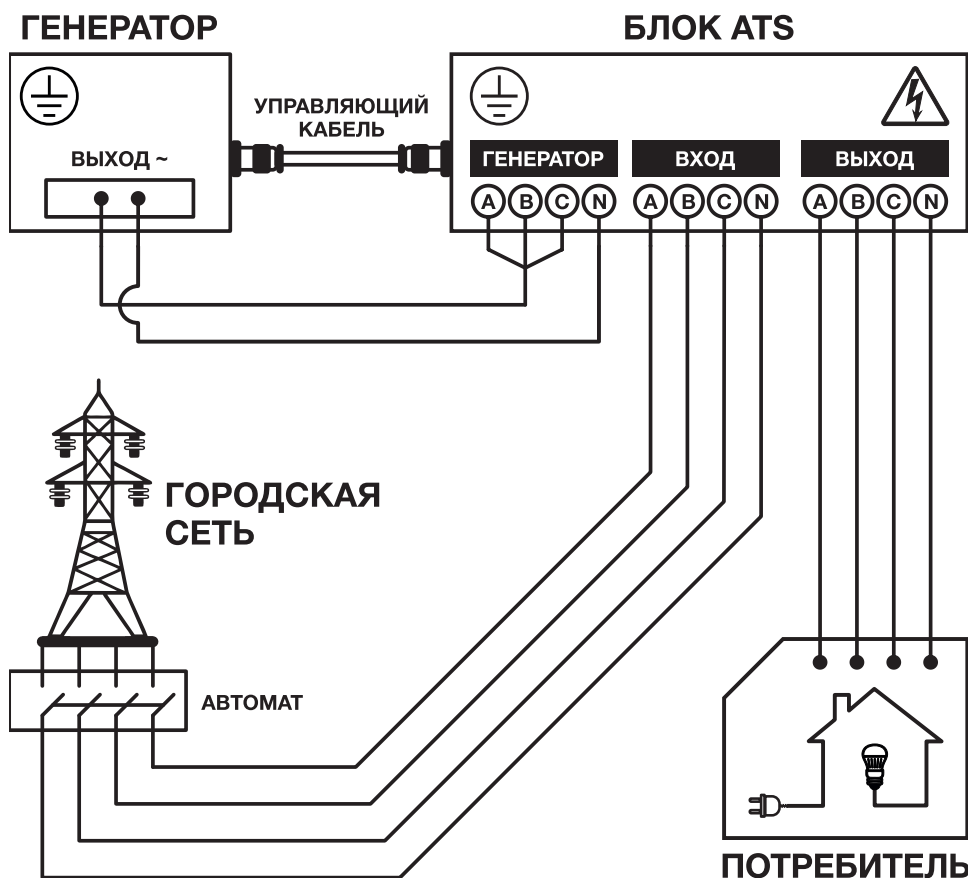 ГЕНЕРАТОР
БЛОК ATS
УПРАВЛЯЮЩИЙ
КАБЕЛЬ
ВЫХОД ~
ГЕНЕРАТОР
ВХОД
ВЫХОД
A B C N
A B C N
A B C N
ГОРОДСКАЯ
СЕТЬ
АВТОМАТ
ПОТРЕБИТЕЛЬ